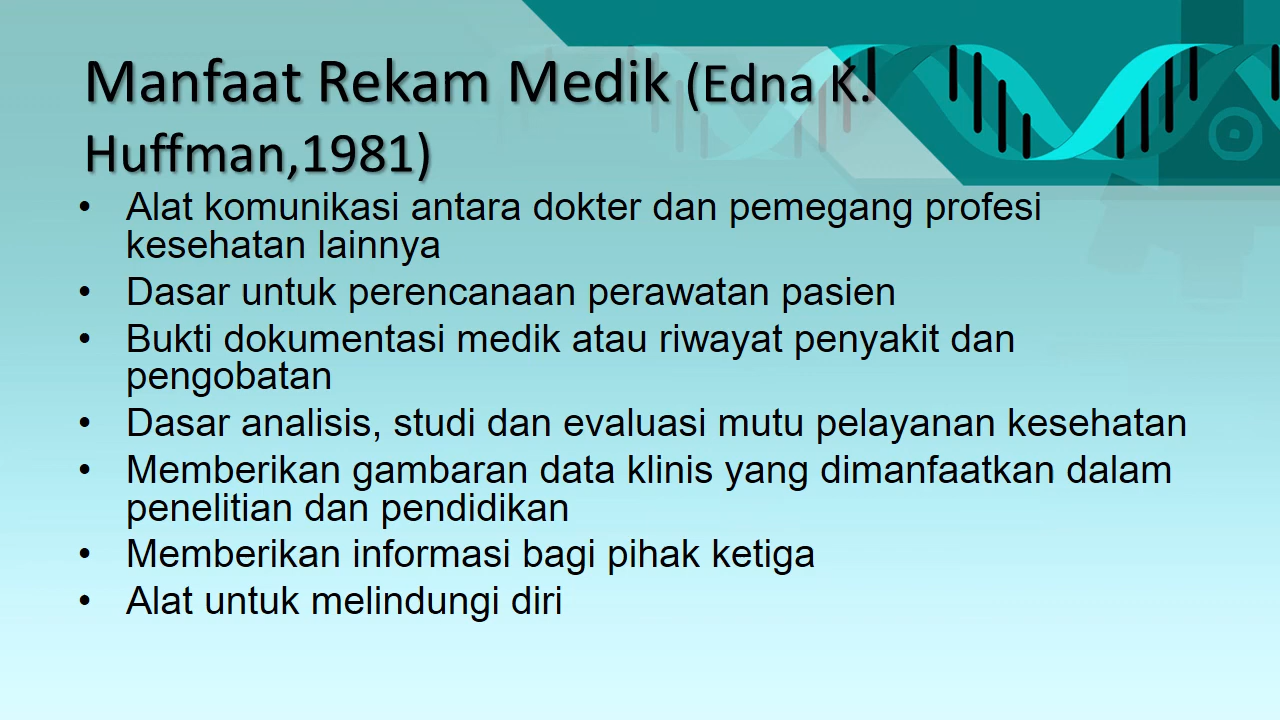 Manfaat Rekam Medik (Edna K.
Huffman,1981)
• Alat komunikasi antara dokter dan pemegang profesi
kesehatan lainnya
• Dasar untuk perencanaan perawatan pasien
• Bukti dokumentasi medik atau riwayat penyakit dan
pengobatan
• Dasar analisis, studi dan evaluasi mutu pelayanan kesehatan
• Memberikan gambaran data klinis yang dimanfaatkan dalam
penelitian dan pendidikan
• Memberikan informasi bagi pihak ketiga
• Alat untuk melindungi diri